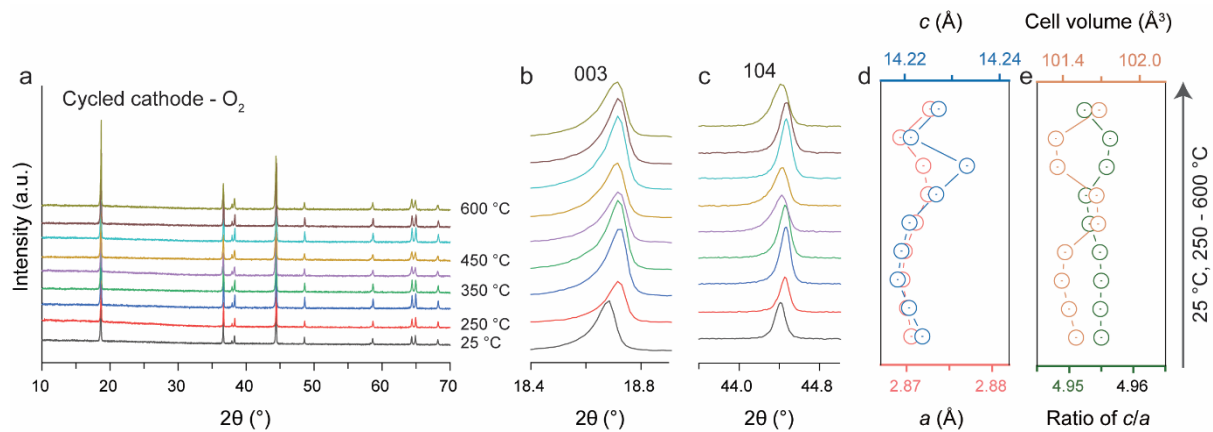 c (Å)
Cell volume (Å³)
14.22 14.24
101.4 102.0
a
b
c
d
e
003
104
Cycled cathode - O₂
Intensity (a.u.)
600 °C
450 °C
350 °C
250 °C
25 °C
25 °C, 250 - 600 °C
10 20 30 40 50 60 70
18.4 18.8
44.0 44.8
2.87 2.88
4.95 4.96
2θ (°)
2θ (°)
2θ (°)
a (Å)
Ratio of c/a